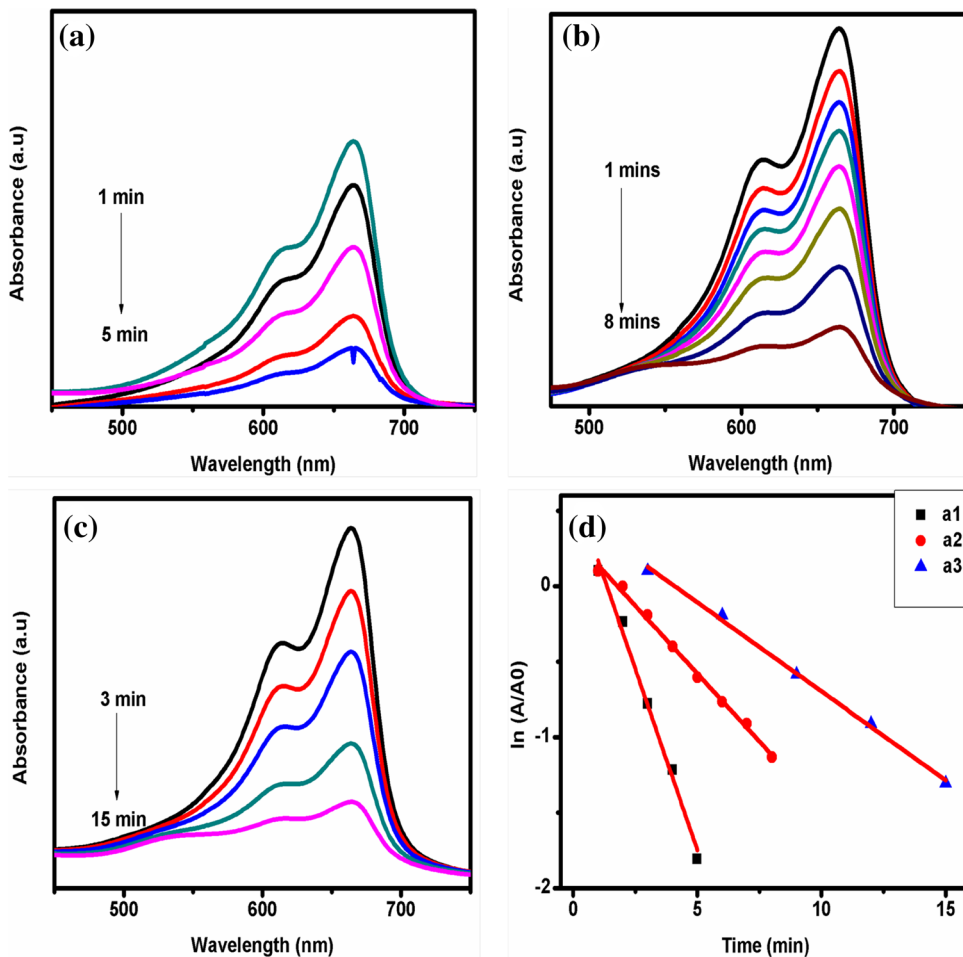 (a)
Absorbance (a.u)
1 min
5 min
500
600
700
Wavelength (nm)
(b)
Absorbance (a.u)
1 mins
8 mins
500
600
700
Wavelength (nm)
(c)
Absorbance (a.u)
3 min
15 min
500
600
700
Wavelength (nm)
(d)
a1
a2
a3
ln (A/A0)
0
-1
-2
0
5
10
15
Time (min)